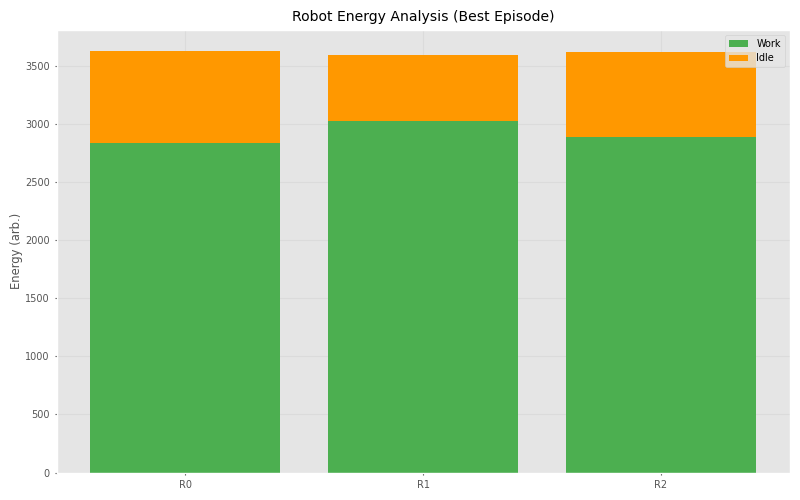 Robot Energy Analysis (Best Episode)
Work
Idle
3500
3000
2500
2000
1500
1000
500
0
Energy (arb.)
R0
R1
R2